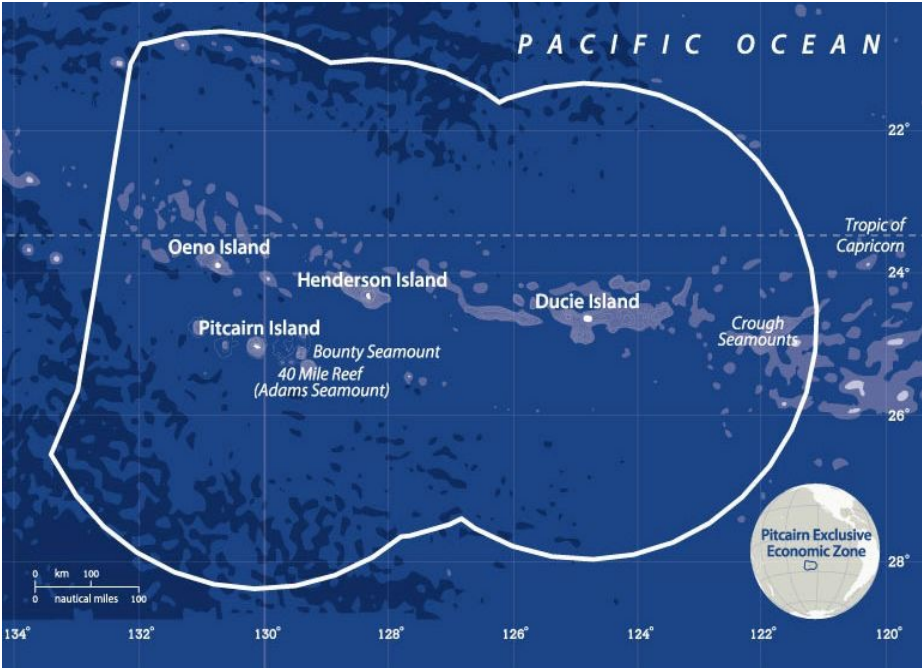 PACIFIC OCEAN
22°
Tropic of
Capricorn
Oeno Island
24°
Henderson Island
Ducie Island
Pitcairn Island
Crough
Seamounts
Bounty Seamount
40 Mile Reef
(Adams Seamount)
26°
Pitcairn Exclusive
Economic Zone
28°
0 km 100
0 nautical miles 100
134° 132° 130° 128° 126° 124° 122° 120°